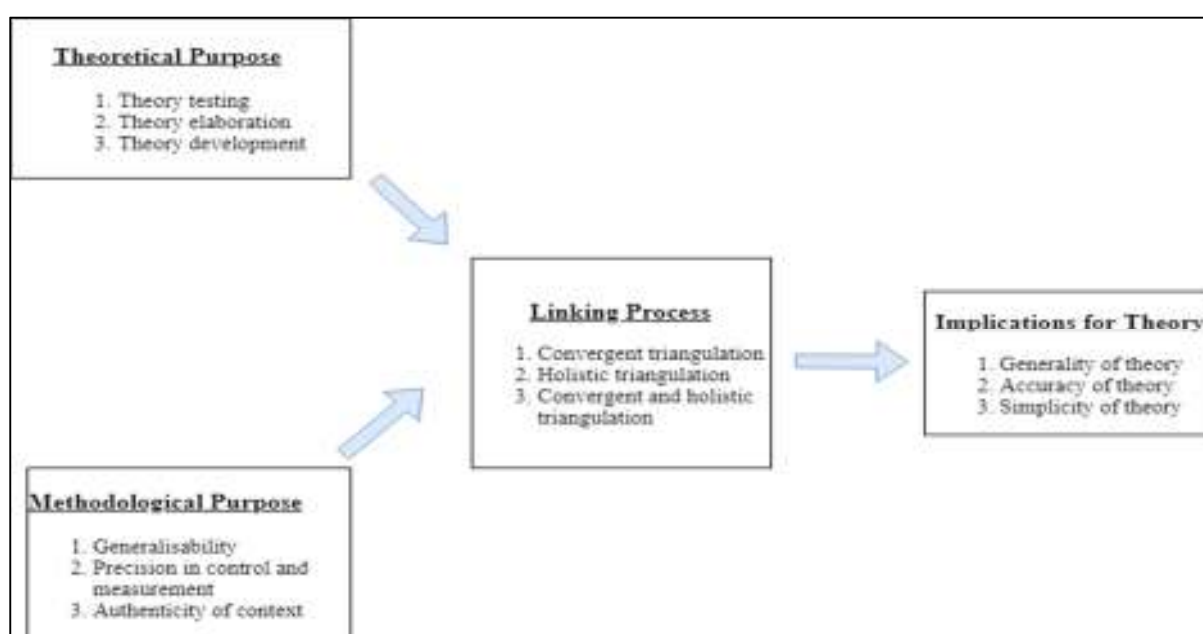 Theoretical Purpose
1. Theory testing
2. Theory elaboration
3. Theory development
Linking Process
1. Convergent triangulation
2. Holistic triangulation
3. Convergent and holistic
triangulation
Implications for Theory
1. Generality of theory
2. Accuracy of theory
3. Simplicity of theory
Methodological Purpose
1. Generalisability
2. Precision in control and
measurement
3. Authenticity of context